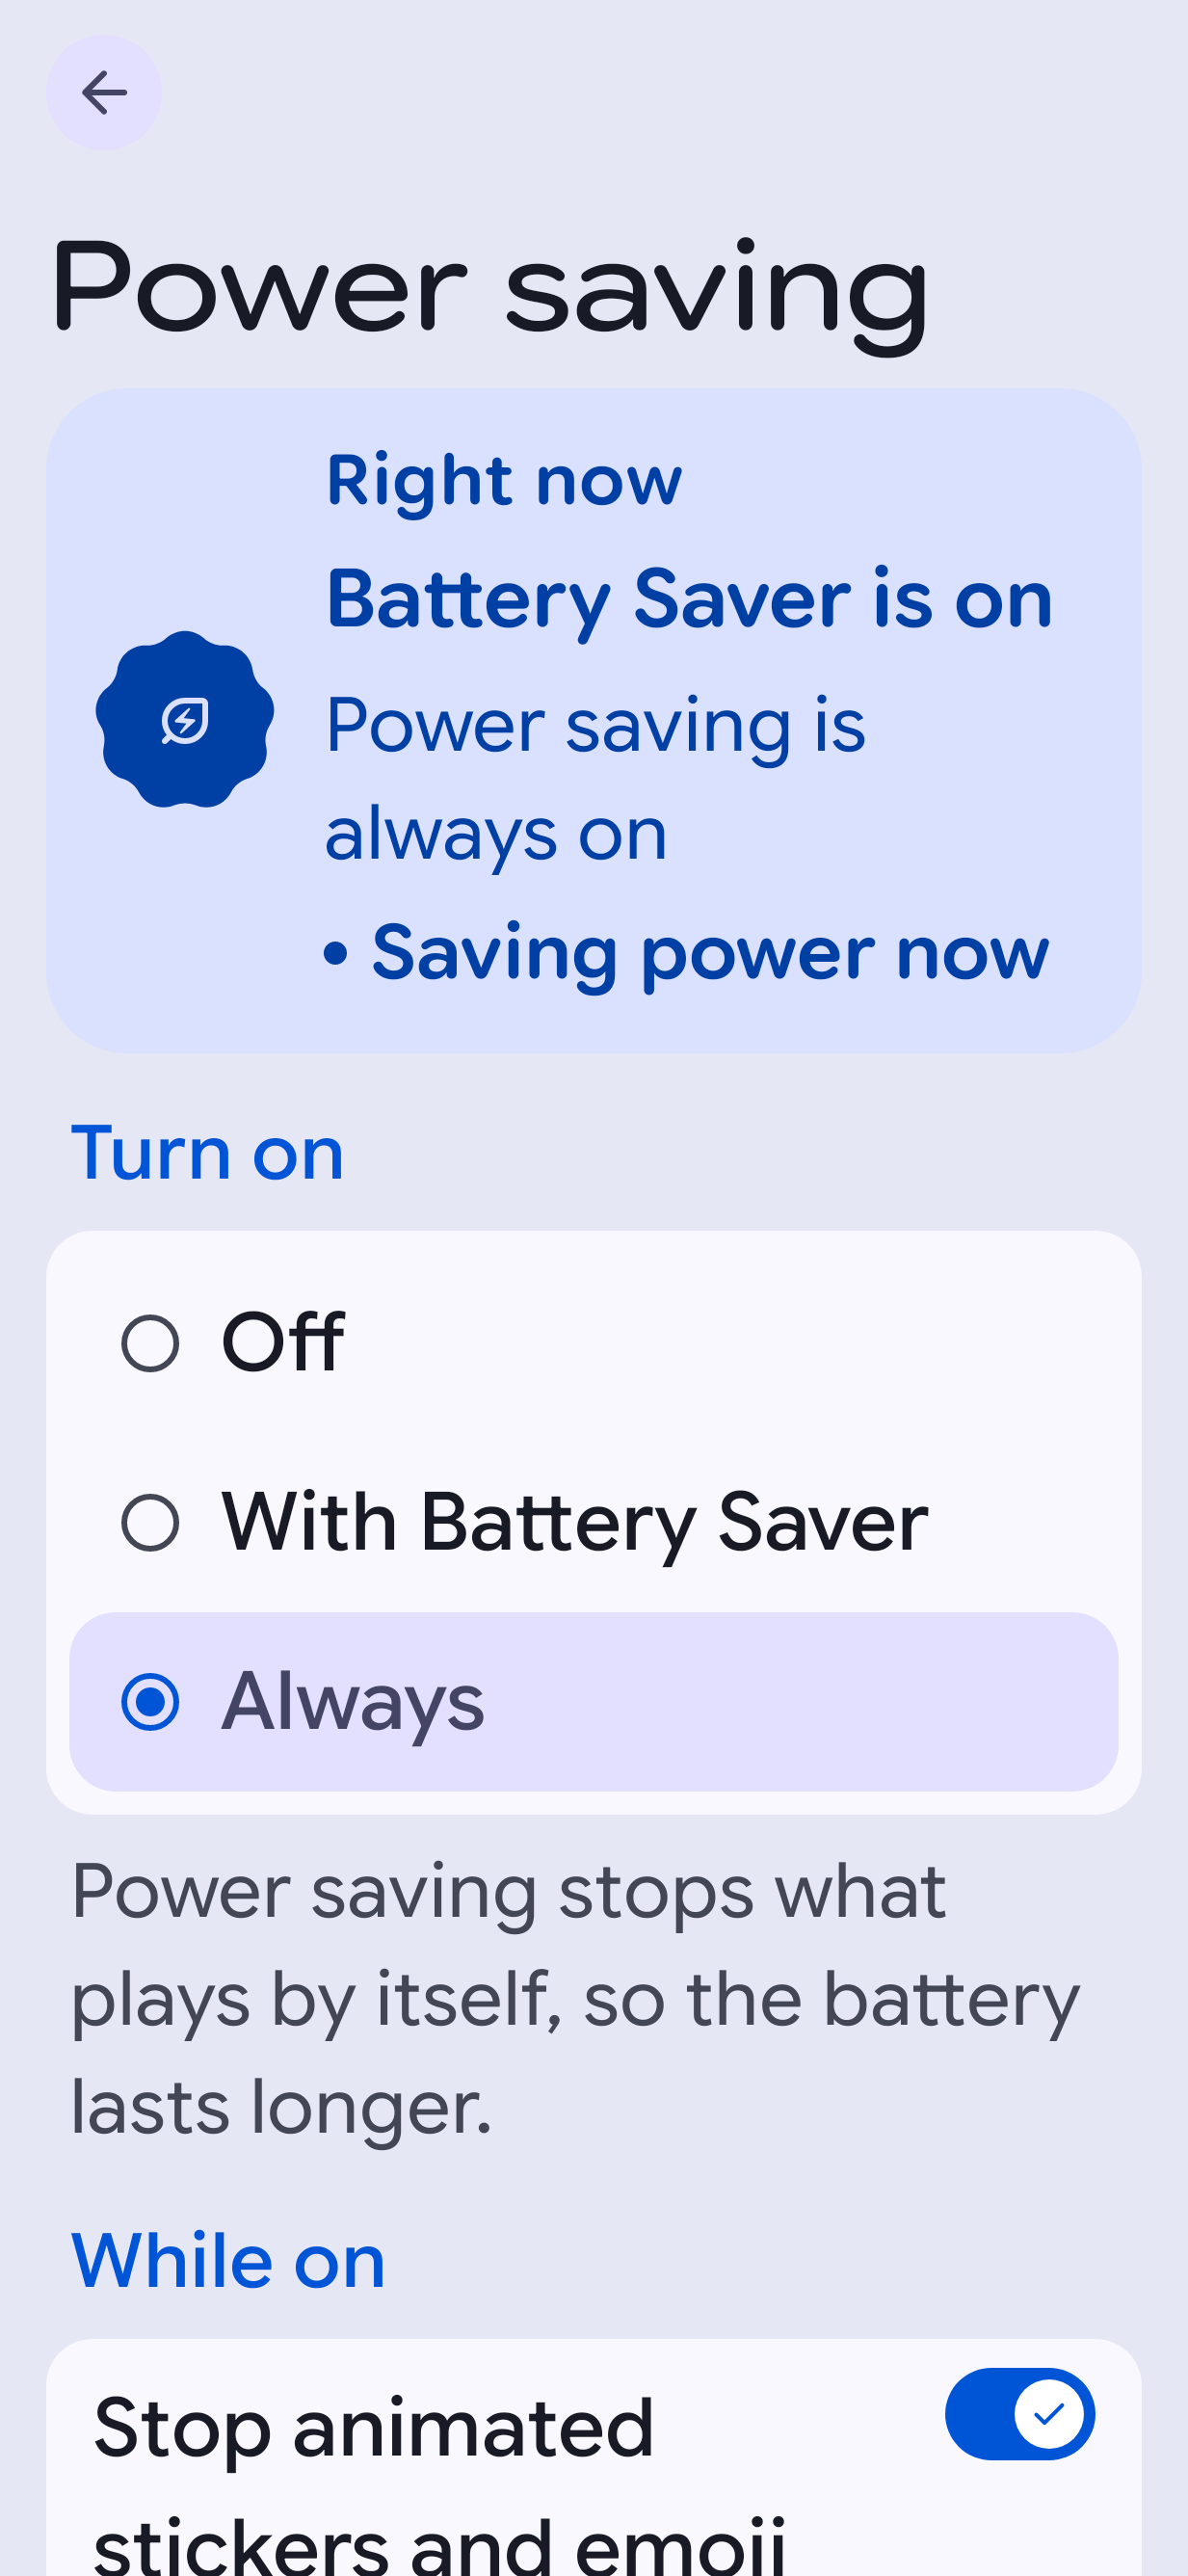 Power saving
Right now
Battery Saver is on
Power saving is
always on
• Saving power now
Turn on
Off
With Battery Saver
Always
Power saving stops what
plays by itself, so the battery
lasts longer.
While on
Stop animated
stickers and emoji